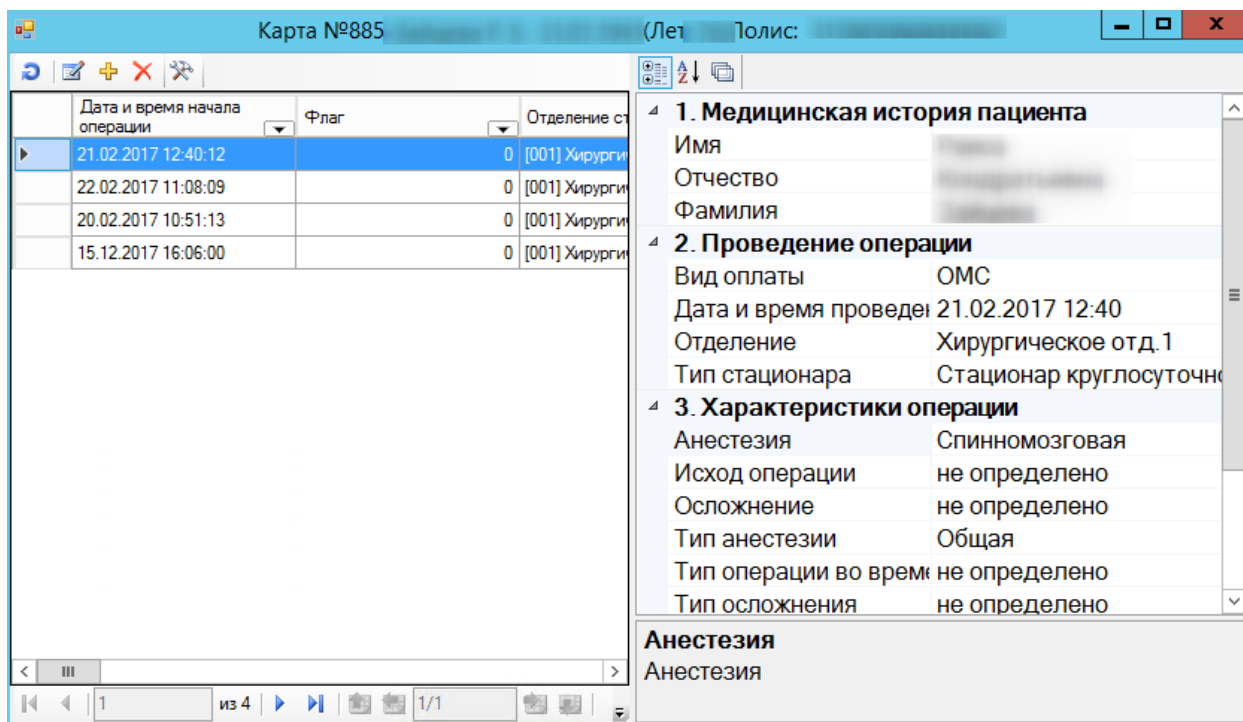 Карта №885 (Лет Полис:
Дата и время начала операции
Флаг
Отделение ст
21.02.2017 12:40:12 0 [001] Хирурги
22.02.2017 11:08:09 0 [001] Хирурги
20.02.2017 10:51:13 0 [001] Хирурги
15.12.2017 16:06:00 0 [001] Хирурги
1 из 4 1/1
1. Медицинская история пациента
Имя
Отчество
Фамилия
2. Проведение операции
Вид оплаты ОМС
Дата и время проведен 21.02.2017 12:40
Отделение Хирургическое отд.1
Тип стационара Стационар круглосуточно
3. Характеристики операции
Анестезия Спинномозговая
Исход операции не определено
Осложнение не определено
Тип анестезии Общая
Тип операции во време не определено
Тип осложнения не определено
Анестезия
Анестезия